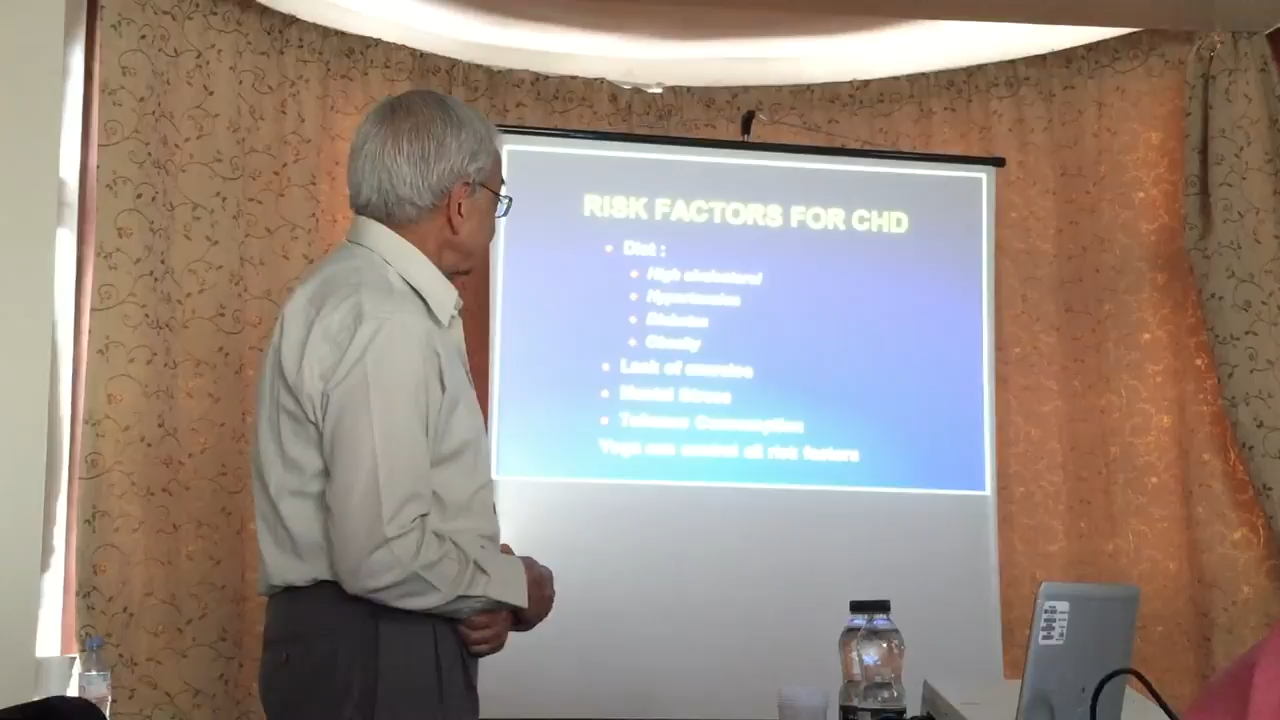 RISK FACTORS FOR CHD
• Diet :
• High cholesterol
• Hypertension
• Diabetes
• Obesity
• Lack of exercise
• Mental Stress
• Tobacco Consumption
Yoga can control all risk factors